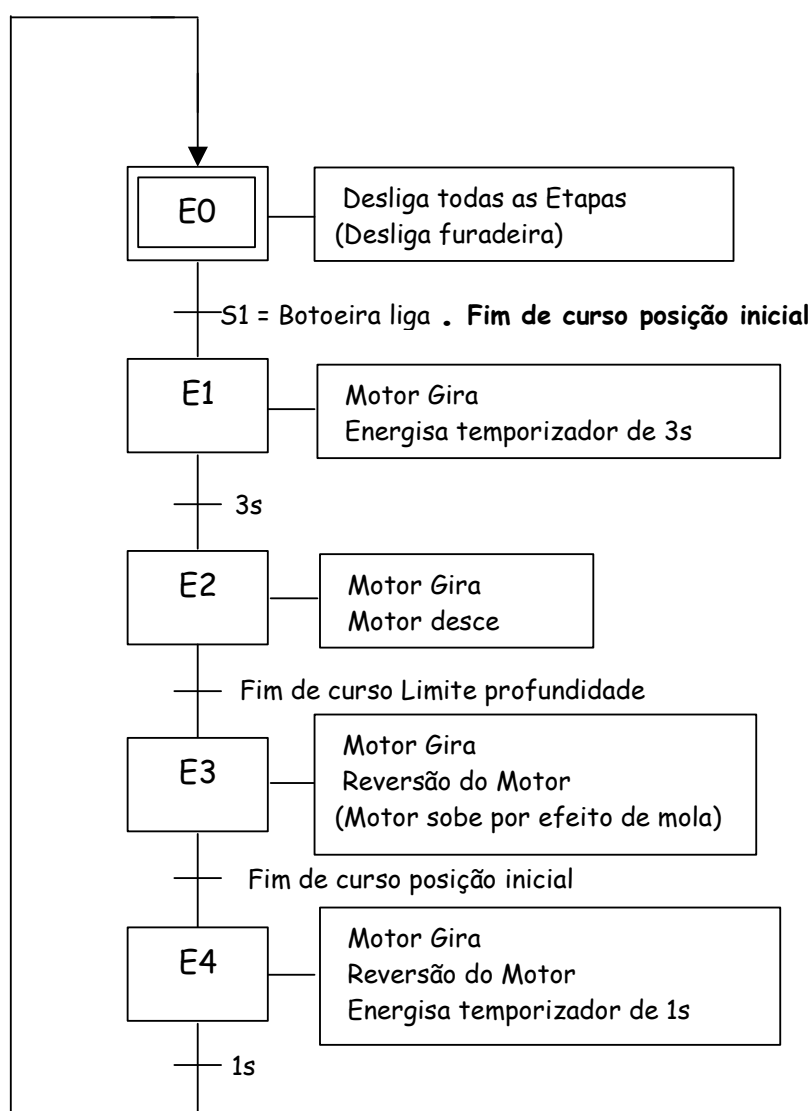 E0
Desliga todas as Etapas
(Desliga furadeira)
S1 = Botoeira liga . Fim de curso posição inicial
E1
Motor Gira
Energisa temporizador de 3s
3s
E2
Motor Gira
Motor desce
Fim de curso Limite profundidade
E3
Motor Gira
Reversão do Motor
(Motor sobe por efeito de mola)
Fim de curso posição inicial
E4
Motor Gira
Reversão do Motor
Energisa temporizador de 1s
1s